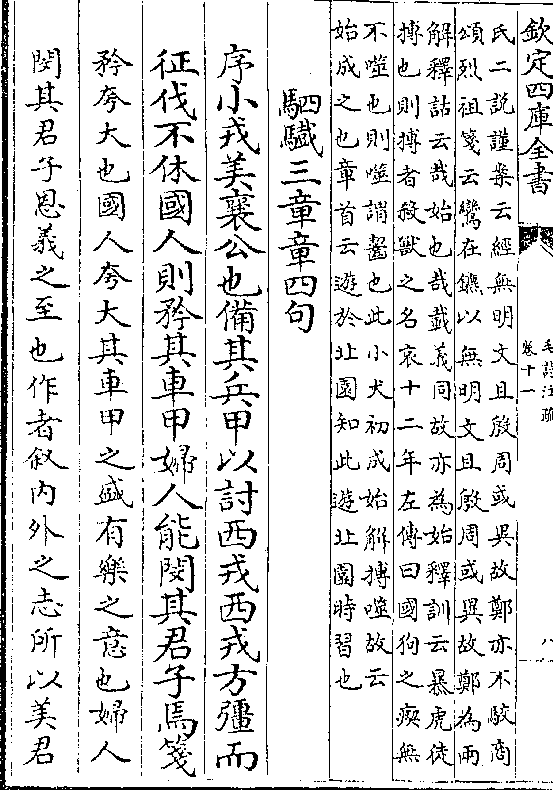 欽定四庫全書
毛詩注疏
卷十一
八
氏二説謹案云經無明文且殷周或異故鄭亦不駮商
頌烈祖箋云鸞在鑣以無明文且殷周或異故鄭為兩
解釋詁云哉始也哉載義同故亦為始釋訓云暴虎徒
搏也則搏者殺獸之名哀十二年左傳曰國狗之瘈無
不噬也則噬謂齧也此小犬初成始解搏噬故云
始成之也章首云遊於北園知此遊北園時習也
駟驖三章章四句
序小戎美襄公也備其兵甲以討西戎西戎方彊而
征伐不休國人則矜其車甲婦人能閔其君子焉箋
矜夸大也國人夸大其車甲之盛有樂之意也婦人
閔其君子恩義之至也作者敘內外之志所以美君